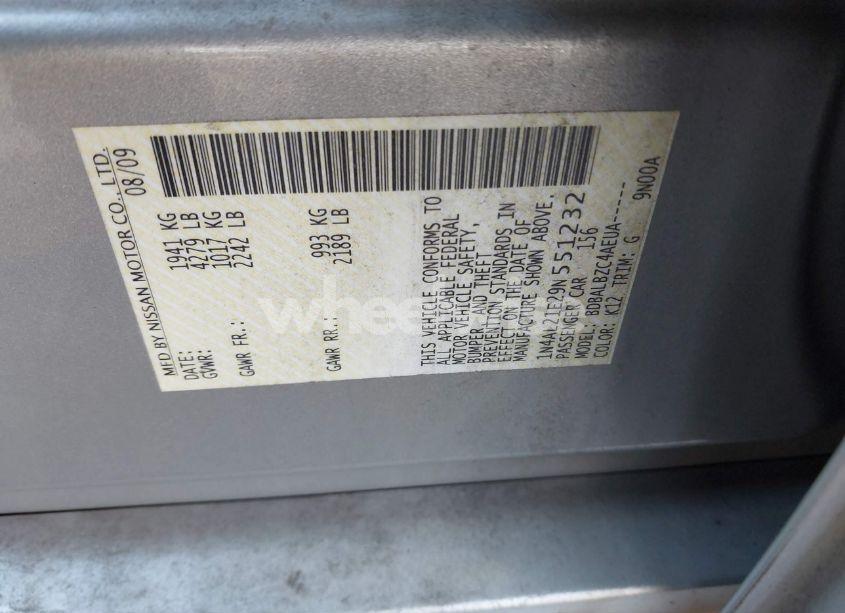 MFD BY NISSAN MOTOR CO., LTD.
DATE: 08/09
GVWR: 1941 KG
4279 LB
GAWR FR.: 1017 KG
2242 LB
GAWR RR.: 993 KG
2189 LB
THIS VEHICLE CONFORMS TO
ALL APPLICABLE FEDERAL
MOTOR VEHICLE SAFETY,
BUMPER, AND THEFT
PREVENTION STANDARDS IN
EFFECT ON THE DATE OF
MANUFACTURE SHOWN ABOVE.
1N4AL21E29N551232
PASSENGER CAR 156
MODEL: BDBALBZC4AEUA-----
COLOR: K12 TRIM: G 9N00A